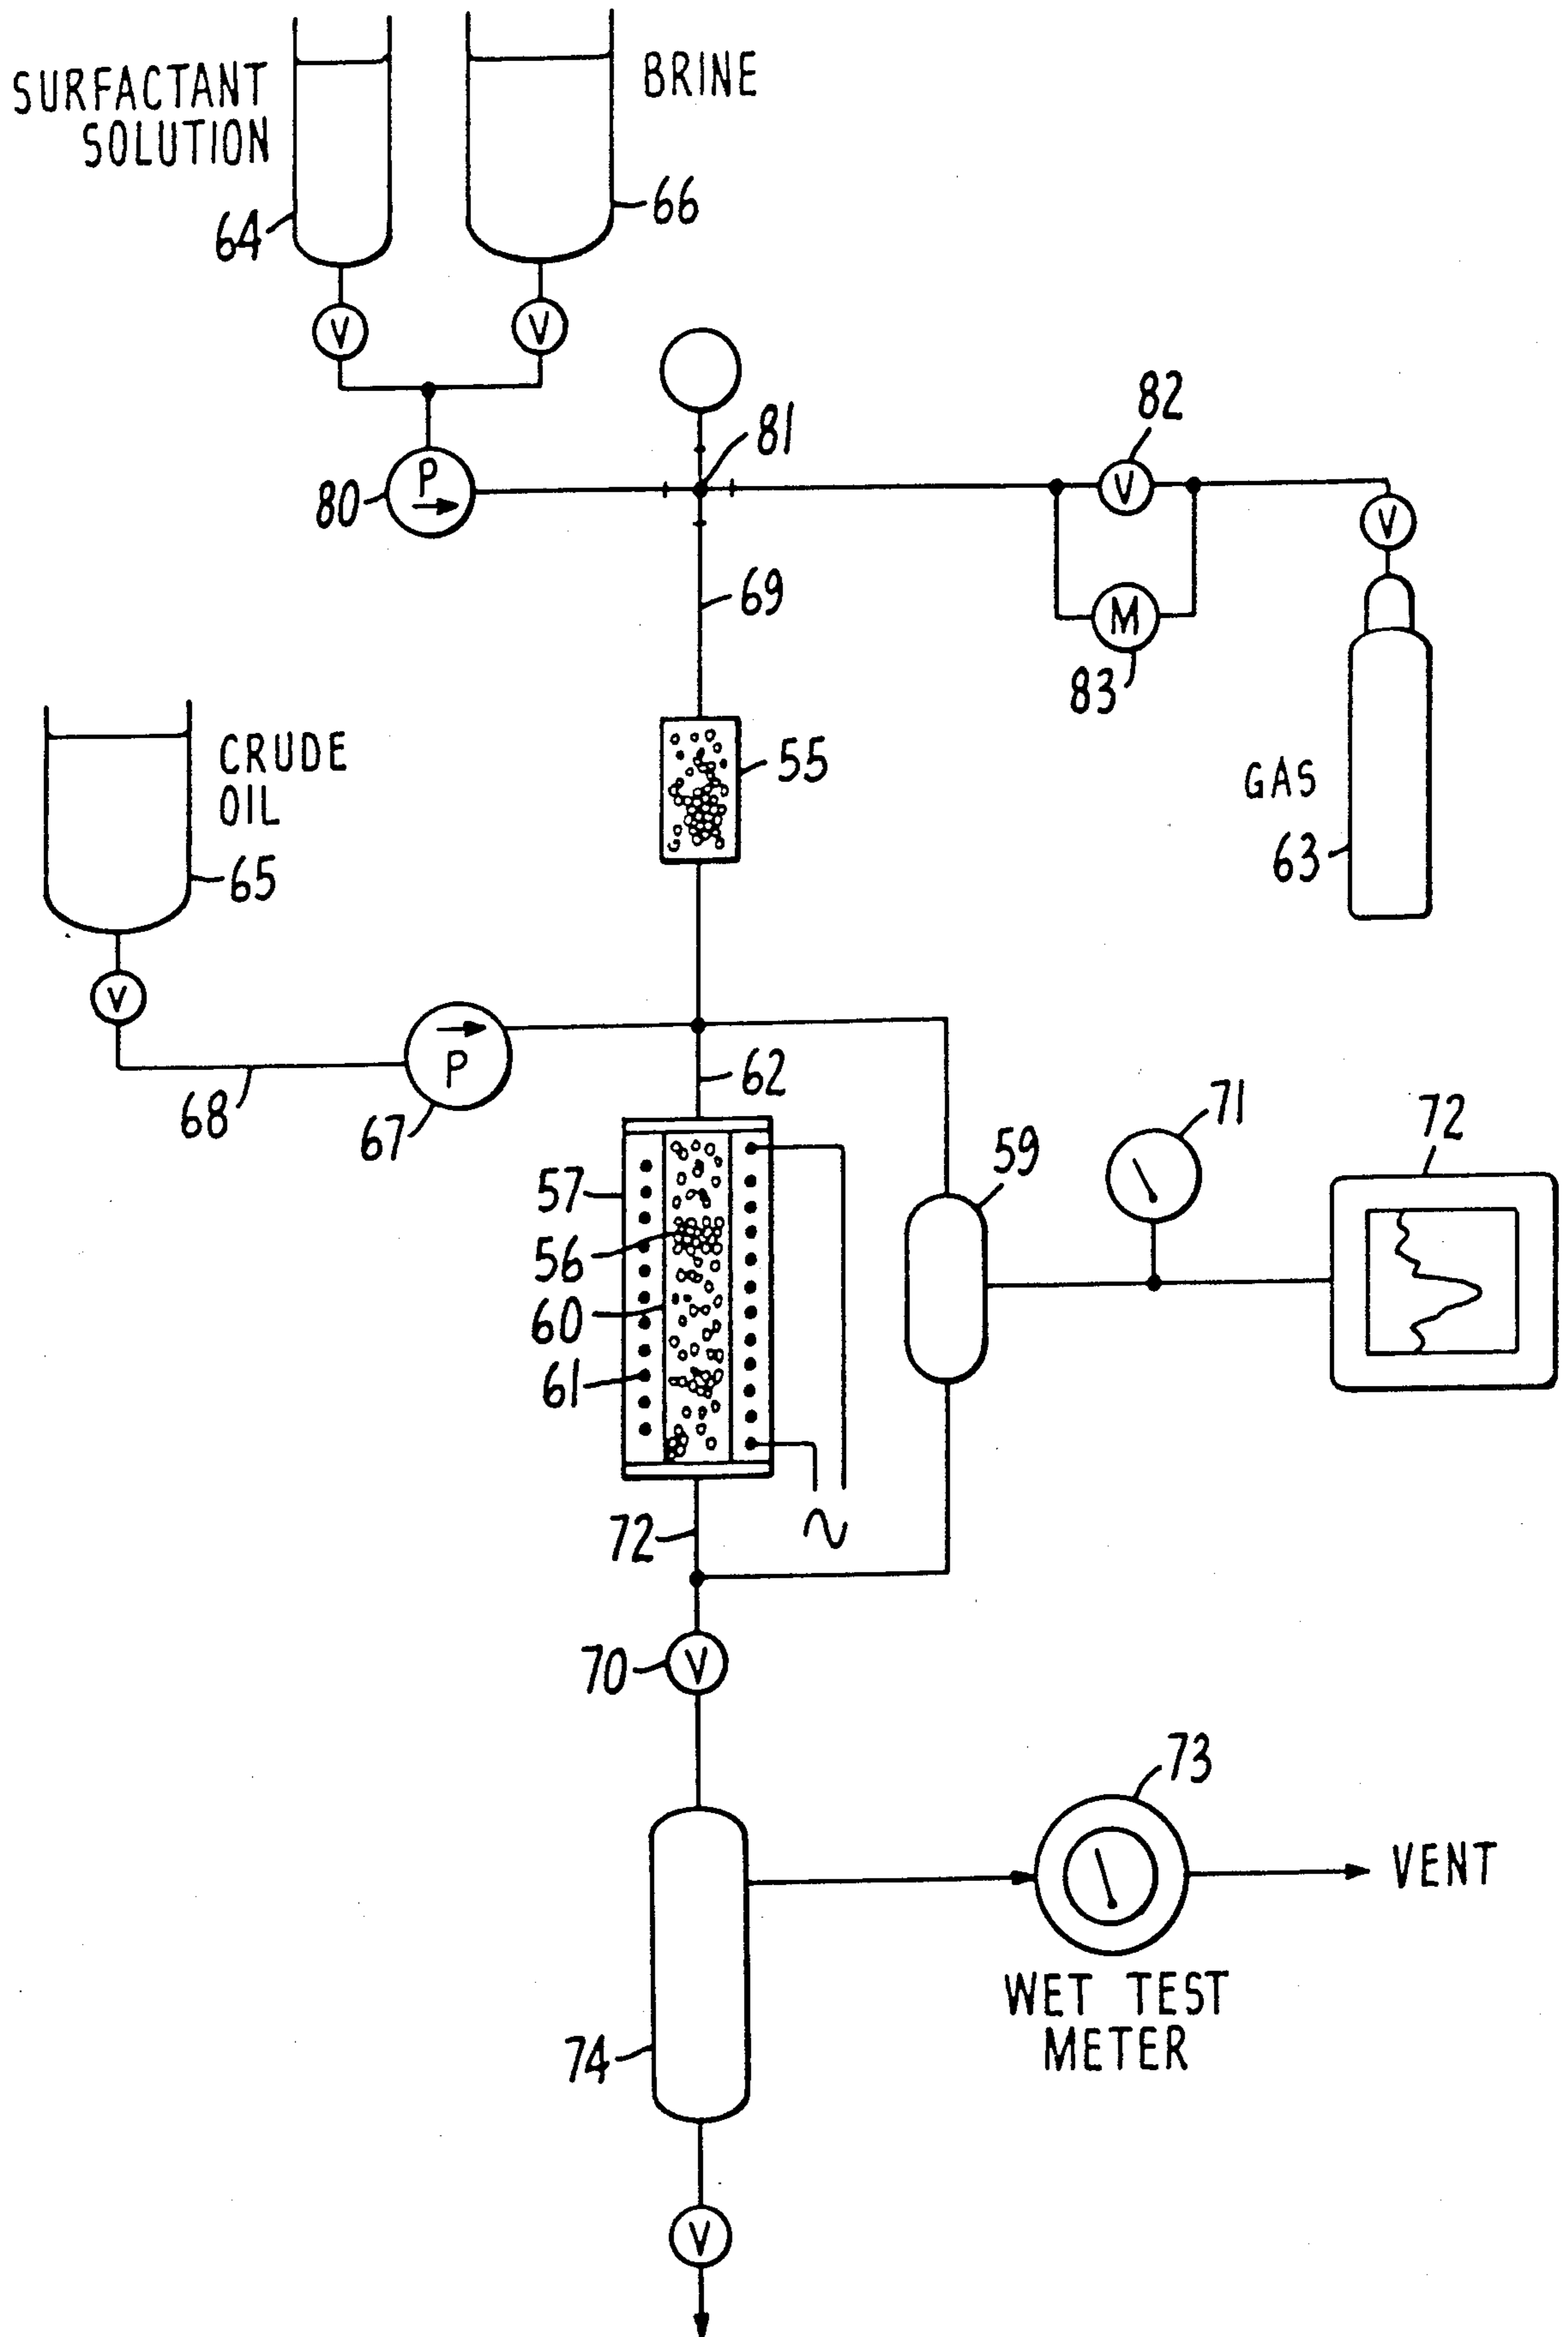 SURFACTANT
SOLUTION
BRINE
64
66
V
V
82
81
P
80
V
V
69
M
83
55
CRUDE
OIL
GAS
65
63
V
P
62
68
67
71
72
59
57
56
60
61
72
70
V
73
VENT
WET TEST
METER
74
V